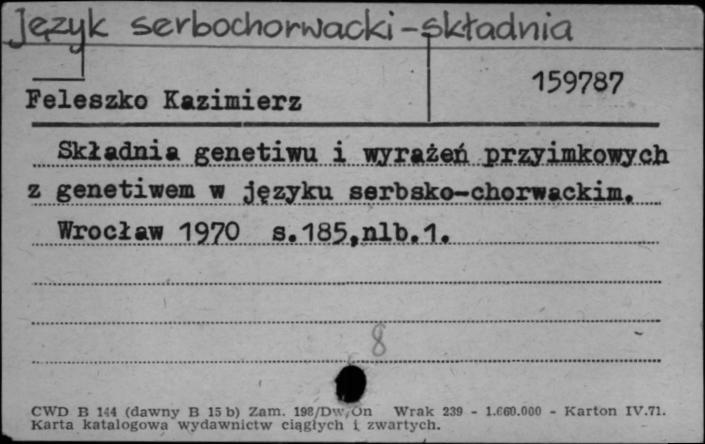 Język serbochorwacki - składnia
159787
Feleszko Kazimierz
Składnia genetiwu i wyrażeń przyimkowych
z genetiwem w języku serbsko-chorwackim.
Wrocław 1970 s.185,nlb.1.
8
CWD B 144 (dawny B 15 b) Zam. 198/Dw/On Wrak 239 - 1.660.000 - Karton IV.71.
Karta katalogowa wydawnictw ciągłych i zwartych.